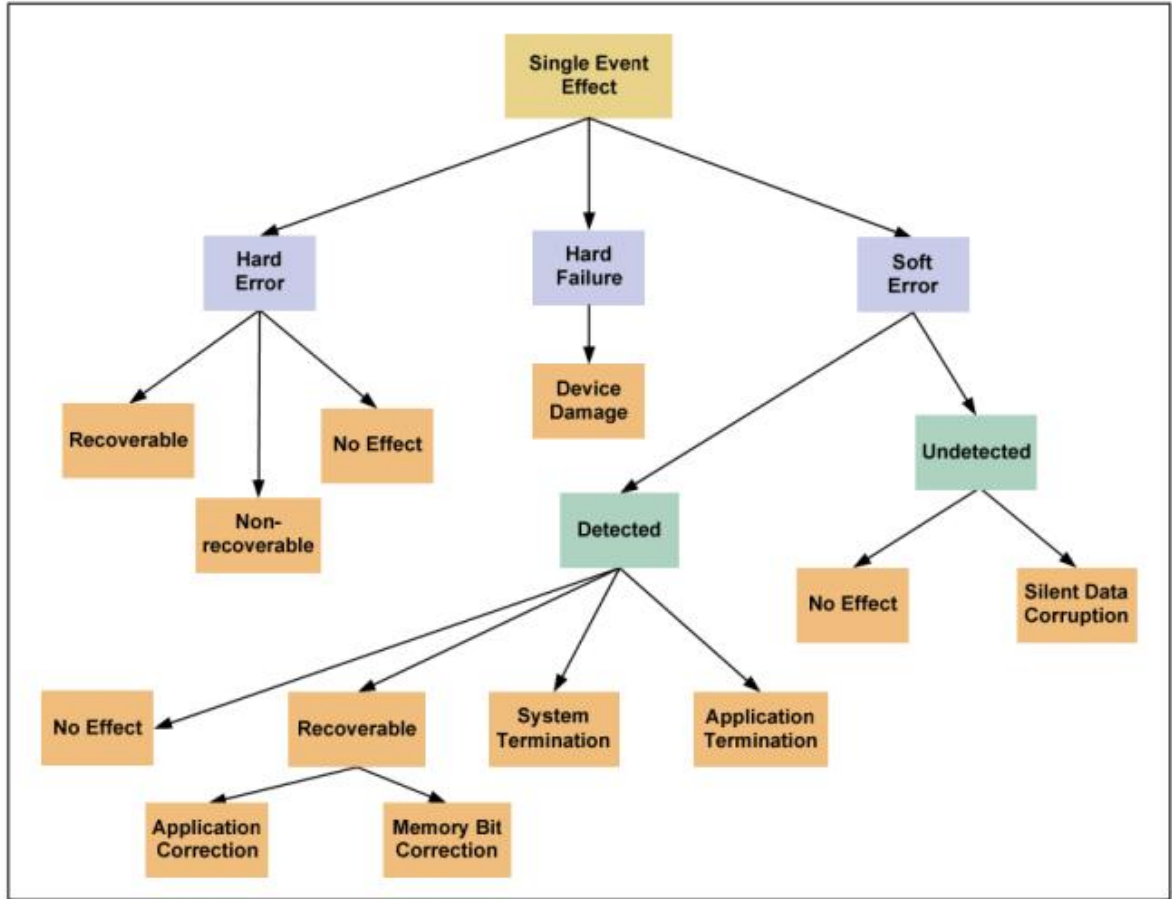 Single Event
Effect
Hard
Error
Hard
Failure
Soft
Error
Recoverable
Non-
recoverable
No Effect
Device
Damage
Detected
Undetected
No Effect
Silent Data
Corruption
No Effect
Recoverable
System
Termination
Application
Termination
Application
Correction
Memory Bit
Correction